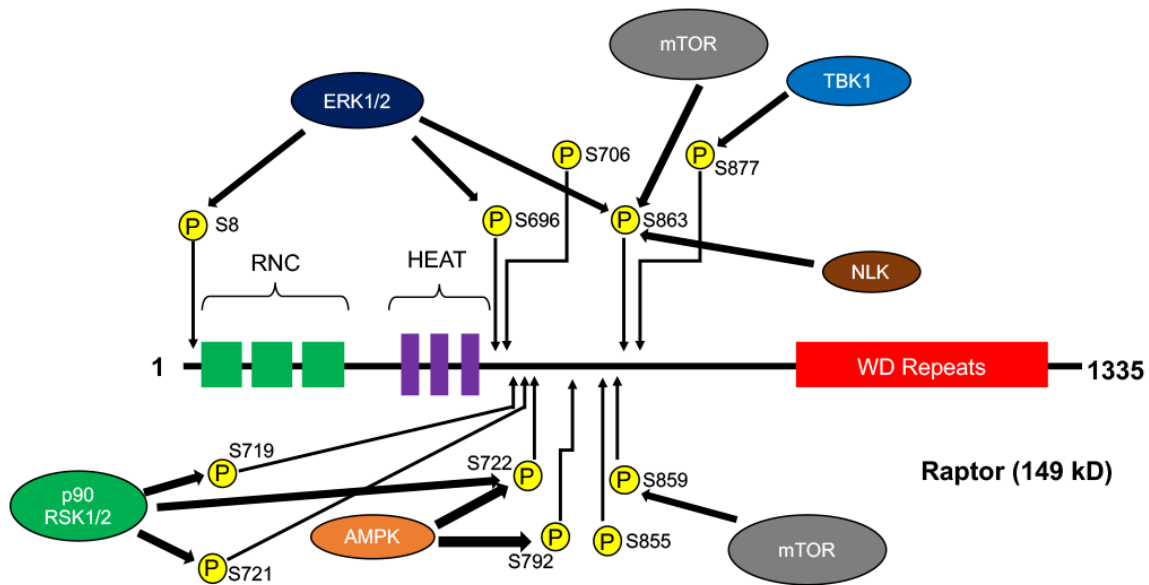 mTOR
TBK1
ERK1/2
P S706
P
S877
P S8
P S696
P S863
RNC
HEAT
NLK
1
WD Repeats
1335
S719
P
S722
P
P S859
Raptor (149 kD)
p90
RSK1/2
AMPK
P
S792
P S855
mTOR
P S721